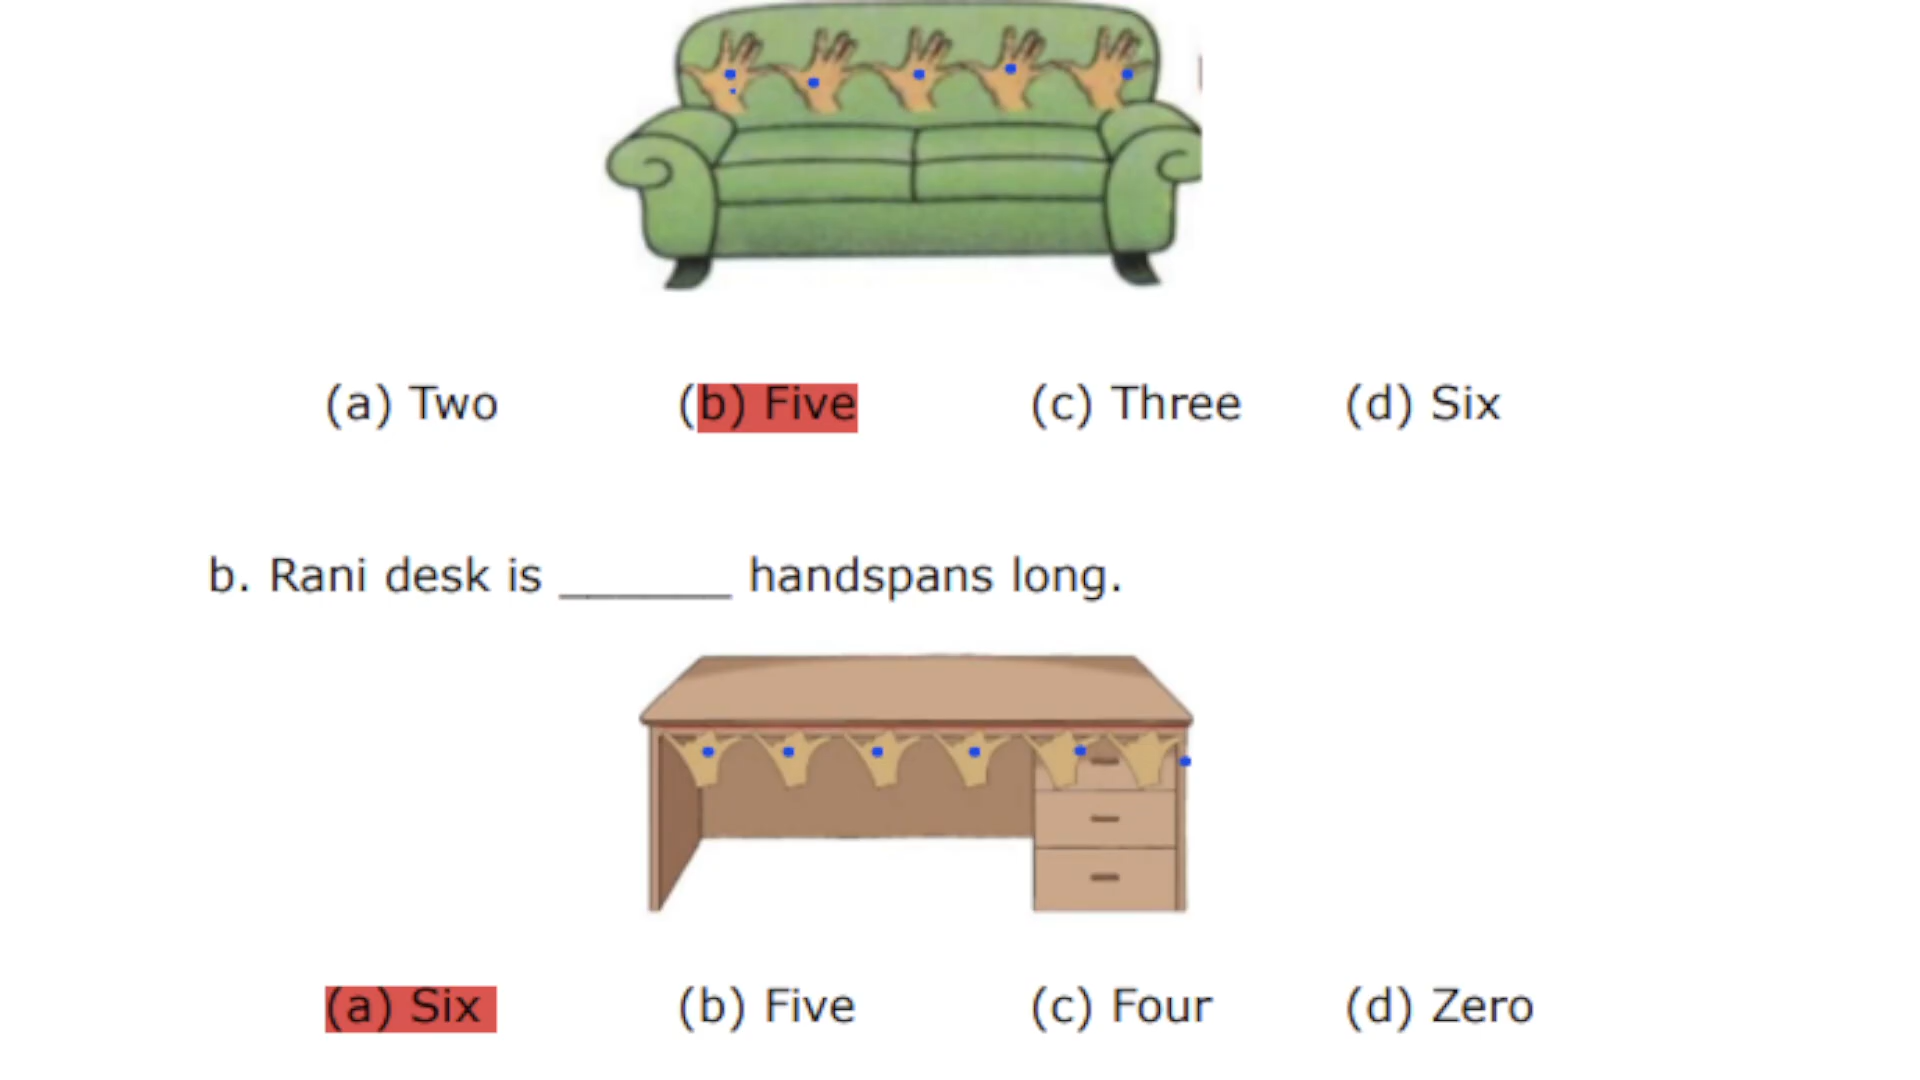 (a) Two (b) Five (c) Three (d) Six
b. Rani desk is _______ handspans long.
(a) Six (b) Five (c) Four (d) Zero